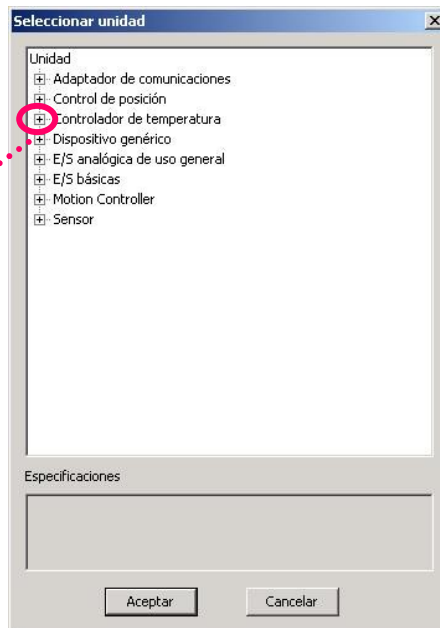 Seleccionar unidad
Unidad
Adaptador de comunicaciones
Control de posición
Controlador de temperatura
Dispositivo genérico
E/S analógica de uso general
E/S básicas
Motion Controller
Sensor
Especificaciones
Aceptar Cancelar